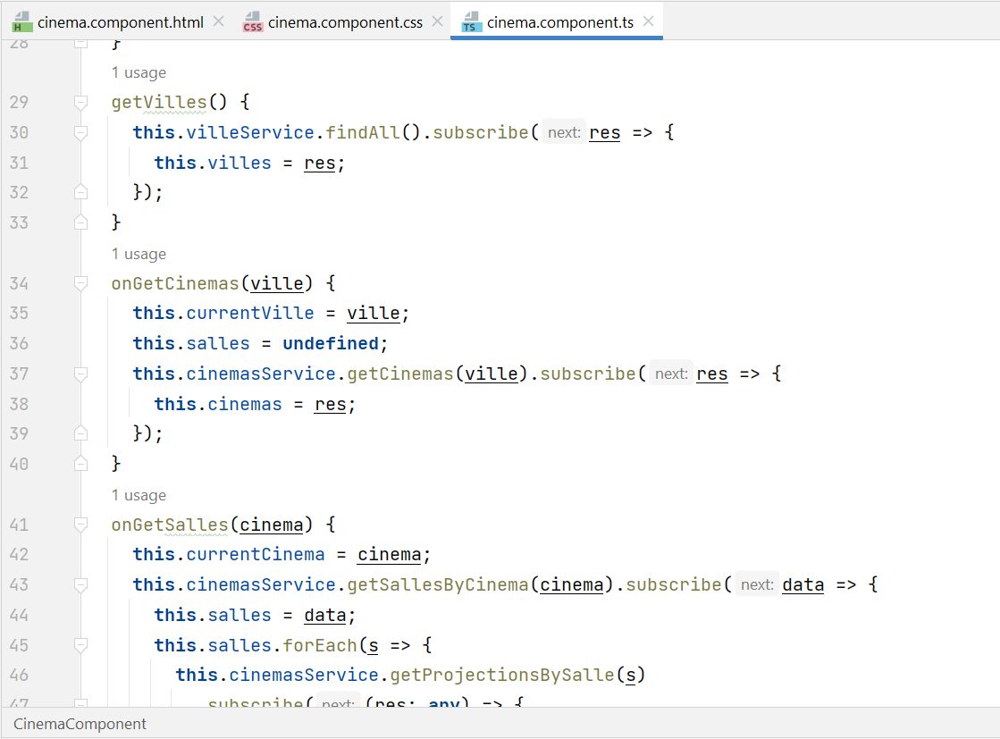 H cinema.component.html
CSS cinema.component.css
TS cinema.component.ts
28 }
1 usage
29 getVilles() {
30 this.villeService.findAll().subscribe( next: res => {
31 this.villes = res;
32 });
33 }
1 usage
34 onGetCinemas(ville) {
35 this.currentVille = ville;
36 this.salles = undefined;
37 this.cinemasService.getCinemas(ville).subscribe( next: res => {
38 this.cinemas = res;
39 });
40 }
1 usage
41 onGetSalles(cinema) {
42 this.currentCinema = cinema;
43 this.cinemasService.getSallesByCinema(cinema).subscribe( next: data => {
44 this.salles = data;
45 this.salles.forEach(s => {
46 this.cinemasService.getProjectionsBySalle(s)
47 .subscribe( next: (res: any) => {
CinemaComponent